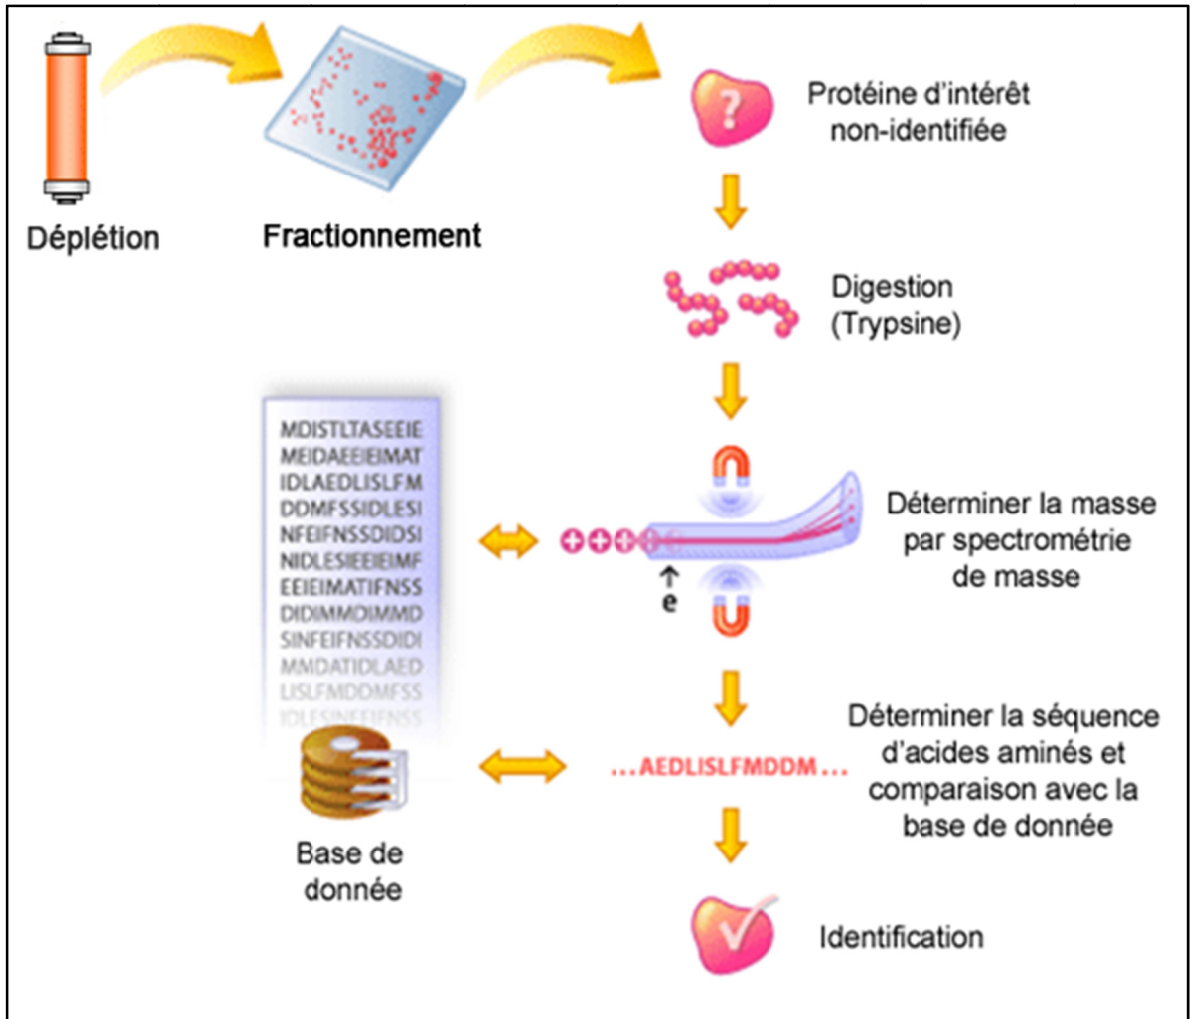 Déplétion
Fractionnement
?
Protéine d'intérêt
non-identifiée
Digestion
(Trypsine)
MDISTLTASEEIE
MEIDAEEIEIMAT
IDLAEDLISLFM
DDMFSSIDLESI
NFEIFNSSDIDSI
NIDLESIEEIEIMF
EEIEIMATIFNSS
DIDIMMDIMMD
SINFEIFNSSDIDI
MMDATIDLAED
LISLFMDDMFSS
IDLESINFEIFNSS
++++
e
Déterminer la masse
par spectrométrie
de masse
...AEDLISLFMDDM...
Déterminer la séquence
d'acides aminés et
comparaison avec la
base de donnée
Base de
donnée
Identification